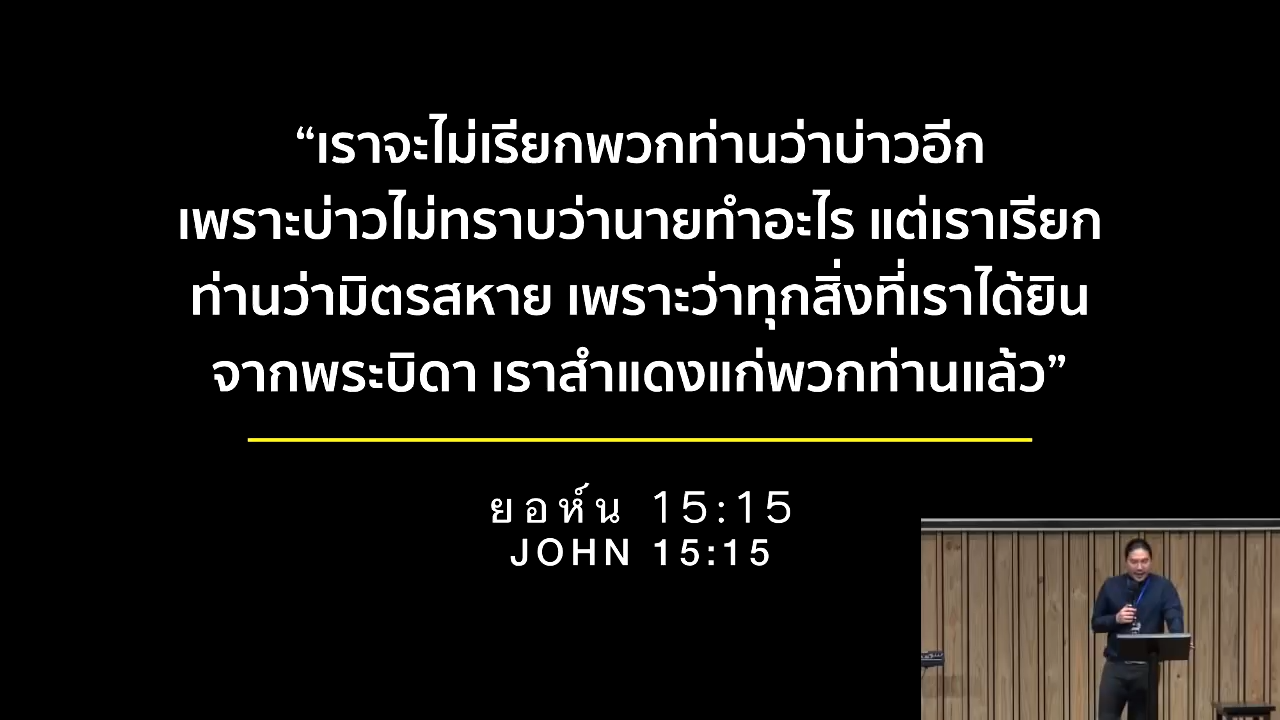 “เราจะไม่เรียกพวกท่านว่าบ่าวอีก
เพราะบ่าวไม่ทราบว่านายทำอะไร แต่เราเรียก
ท่านว่ามิตรสหาย เพราะว่าทุกสิ่งที่เราได้ยิน
จากพระบิดา เราสำแดงแก่พวกท่านแล้ว”
ยอห์น 15:15
JOHN 15:15